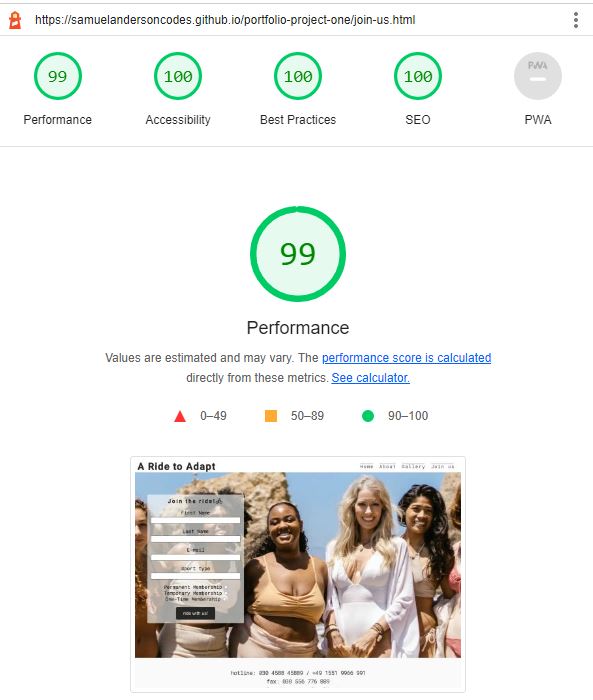 https://samuelandersoncodes.github.io/portfolio-project-one/join-us.html
99 100 100 100 PWA
Performance Accessibility Best Practices SEO PWA
99
Performance
Values are estimated and may vary. The performance score is calculated
directly from these metrics. See calculator.
0–49 50–89 90–100
A Ride to Adapt Home About Gallery Join us
Join the ride!
First Name
Last Name
E-mail
Sport Type
Permanent Membership
Temporary Membership
One-Time Membership
ride with us!
hotline: 030 4588 45889 / +49 1551 9966 991
fax: 030 556 776 889